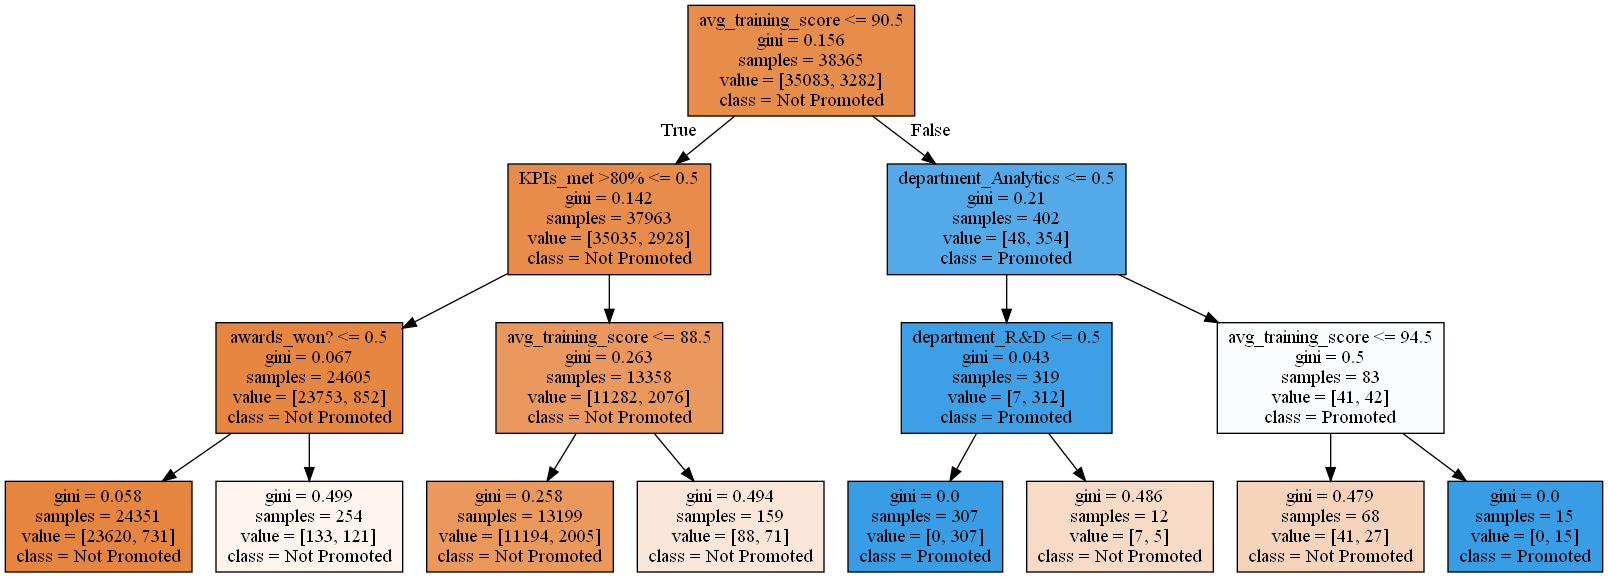 avg_training_score <= 90.5
gini = 0.156
samples = 38365
value = [35083, 3282]
class = Not Promoted
True
False
KPIs_met >80% <= 0.5
gini = 0.142
samples = 37963
value = [35035, 2928]
class = Not Promoted
department_Analytics <= 0.5
gini = 0.21
samples = 402
value = [48, 354]
class = Promoted
awards_won? <= 0.5
gini = 0.067
samples = 24605
value = [23753, 852]
class = Not Promoted
avg_training_score <= 88.5
gini = 0.263
samples = 13358
value = [11282, 2076]
class = Not Promoted
department_R&D <= 0.5
gini = 0.043
samples = 319
value = [7, 312]
class = Promoted
avg_training_score <= 94.5
gini = 0.5
samples = 83
value = [41, 42]
class = Promoted
gini = 0.058
samples = 24351
value = [23620, 731]
class = Not Promoted
gini = 0.499
samples = 254
value = [133, 121]
class = Not Promoted
gini = 0.258
samples = 13199
value = [11194, 2005]
class = Not Promoted
gini = 0.494
samples = 159
value = [88, 71]
class = Not Promoted
gini = 0.0
samples = 307
value = [0, 307]
class = Promoted
gini = 0.486
samples = 12
value = [7, 5]
class = Not Promoted
gini = 0.479
samples = 68
value = [41, 27]
class = Not Promoted
gini = 0.0
samples = 15
value = [0, 15]
class = Promoted